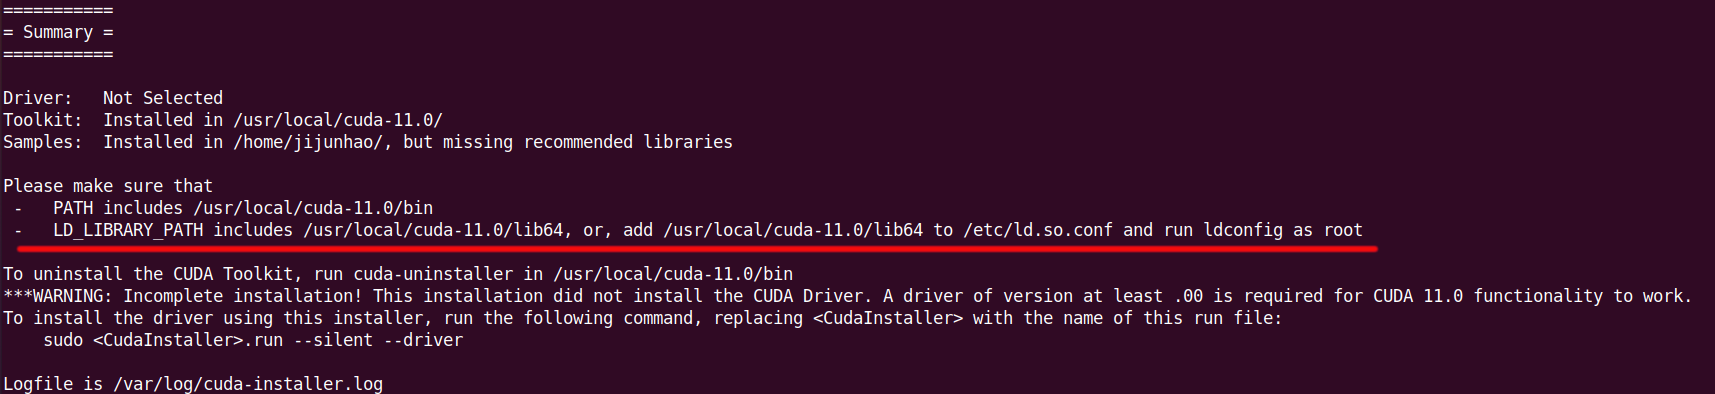 ===========
= Summary =
===========
Driver:   Not Selected
Toolkit:  Installed in /usr/local/cuda-11.0/
Samples:  Installed in /home/jijunhao/, but missing recommended libraries
Please make sure that
 -   PATH includes /usr/local/cuda-11.0/bin
 -   LD_LIBRARY_PATH includes /usr/local/cuda-11.0/lib64, or, add /usr/local/cuda-11.0/lib64 to /etc/ld.so.conf and run ldconfig as root
To uninstall the CUDA Toolkit, run cuda-uninstaller in /usr/local/cuda-11.0/bin
***WARNING: Incomplete installation! This installation did not install the CUDA Driver. A driver of version at least .00 is required for CUDA 11.0 functionality to work.
To install the driver using this installer, run the following command, replacing <CudaInstaller> with the name of this run file:
    sudo <CudaInstaller>.run --silent --driver
Logfile is /var/log/cuda-installer.log